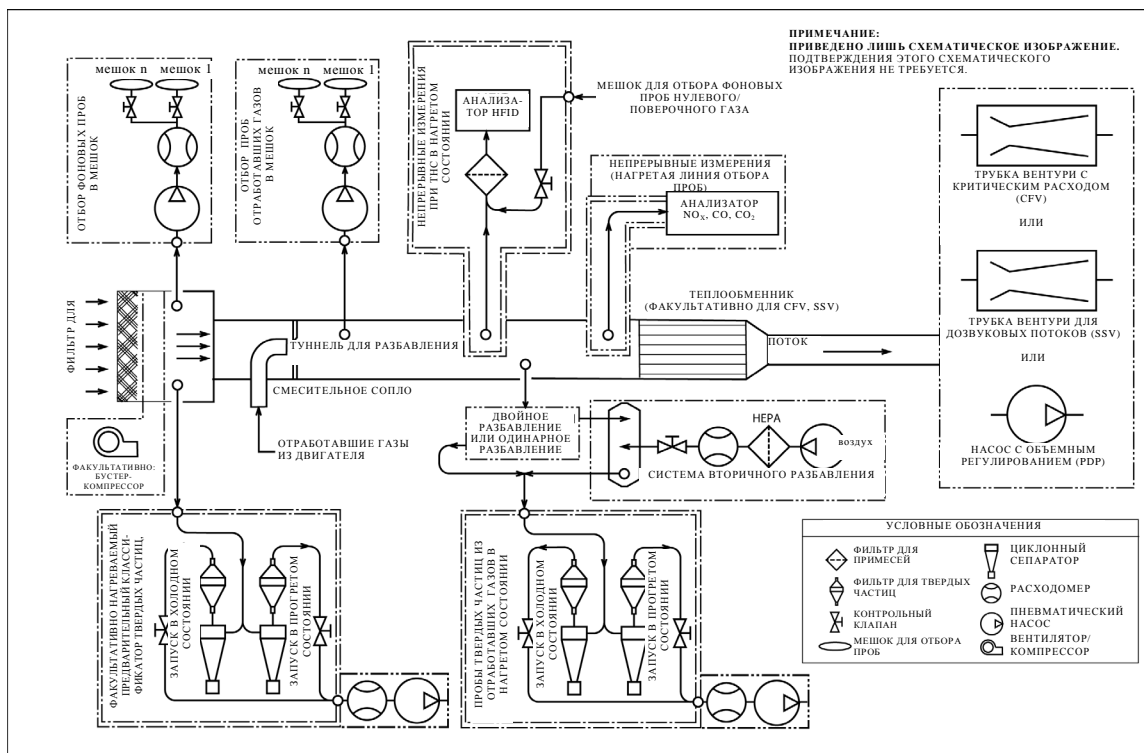 ПРИМЕЧАНИЕ:
ПРИВЕДЕНО ЛИШЬ СХЕМАТИЧЕСКОЕ ИЗОБРАЖЕНИЕ.
ПОДТВЕРЖДЕНИЯ ЭТОГО СХЕМАТИЧЕСКОГО
ИЗОБРАЖЕНИЯ НЕ ТРЕБУЕТСЯ.
мешок n
мешок 1
ОТБОР ФОНОВЫХ ПРОБ
В МЕШОК
мешок n
мешок 1
ОТБОР ПРОБ
ОТРАБОТАВШИХ ГАЗОВ
В МЕШОК
НЕПРЕРЫВНЫЕ ИЗМЕРЕНИЯ
ПРИ ТНС В НАГРЕТОМ
СОСТОЯНИИ
АНАЛИЗА-
ТОР HFID
МЕШОК ДЛЯ ОТБОРА ФОНОВЫХ
ПРОБ НУЛЕВОГО/
ПОВЕРОЧНОГО ГАЗА
НЕПРЕРЫВНЫЕ ИЗМЕРЕНИЯ
(НАГРЕТАЯ ЛИНИЯ ОТБОРА
ПРОБ)
АНАЛИЗАТОР
NOX, CO, CO2
ТРУБКА ВЕНТУРИ С
КРИТИЧЕСКИМ РАСХОДОМ
(CFV)
ИЛИ
ТРУБКА ВЕНТУРИ ДЛЯ
ДОЗВУКОВЫХ ПОТОКОВ (SSV)
ИЛИ
НАСОС С ОБЪЕМНЫМ
РЕГУЛИРОВАНИЕМ (PDP)
ФИЛЬТР ДЛЯ
ТЕПЛООБМЕННИК
(ФАКУЛЬТАТИВНО ДЛЯ CFV, SSV)
ТУННЕЛЬ ДЛЯ РАЗБАВЛЕНИЯ
ПОТОК
СМЕСИТЕЛЬНОЕ СОПЛО
ОТРАБОТАВШИЕ ГАЗЫ
ИЗ ДВИГАТЕЛЯ
ФАКУЛЬТАТИВНО:
БУСТЕР-
КОМПРЕССОР
ДВОЙНОЕ
РАЗБАВЛЕНИЕ
ИЛИ ОДИНАРНОЕ
РАЗБАВЛЕНИЕ
HEPA
воздух
СИСТЕМА ВТОРИЧНОГО РАЗБАВЛЕНИЯ
ФАКУЛЬТАТИВНО НАГРЕВАЕМЫЙ
ПРЕДВАРИТЕЛЬНЫЙ КЛАССИ-
ФИКАТОР ТВЕРДЫХ ЧАСТИЦ,
ЗАПУСК В ХОЛОДНОМ
СОСТОЯНИИ
ЗАПУСК В ПРОГРЕТОМ
СОСТОЯНИИ
ПРОБЫ ТВЕРДЫХ ЧАСТИЦ ИЗ
ОТРАБОТАВШИХ ГАЗОВ В
НАГРЕТОМ СОСТОЯНИИ
ЗАПУСК В ХОЛОДНОМ
СОСТОЯНИИ
ЗАПУСК В ПРОГРЕТОМ
СОСТОЯНИИ
УСЛОВНЫЕ ОБОЗНАЧЕНИЯ
ФИЛЬТР ДЛЯ
ПРИМЕСЕЙ
ФИЛЬТР ДЛЯ ТВЕРДЫХ
ЧАСТИЦ
КОНТРОЛЬНЫЙ
КЛАПАН
МЕШОК ДЛЯ ОТБОРА
ПРОБ
ЦИКЛОННЫЙ
СЕПАРАТОР
РАСХОДОМЕР
ПНЕВМАТИЧЕСКИЙ
НАСОС
ВЕНТИЛЯТОР/
КОМПРЕССОР